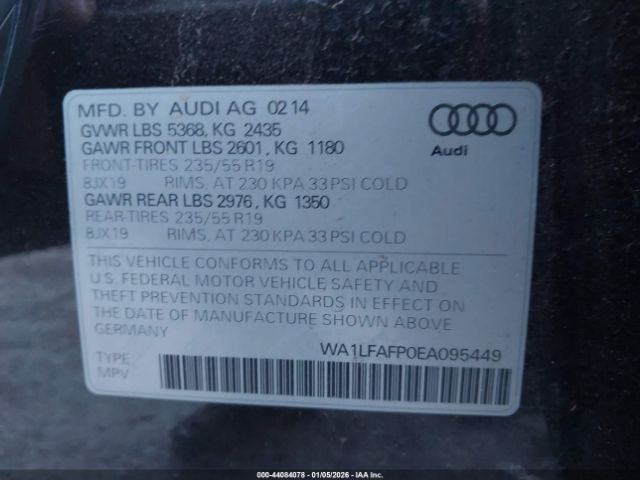 MFD. BY AUDI AG 02 14
GVWR LBS 5368, KG 2435
GAWR FRONT LBS 2601, KG 1180
FRONT-TIRES 235/55 R19
8JX19 RIMS, AT 230 KPA 33 PSI COLD
GAWR REAR LBS 2976, KG 1350
REAR-TIRES 235/55 R19
8JX19 RIMS, AT 230 KPA 33 PSI COLD
Audi
THIS VEHICLE CONFORMS TO ALL APPLICABLE
U.S. FEDERAL MOTOR VEHICLE, SAFETY AND
THEFT PREVENTION STANDARDS IN EFFECT ON
THE DATE OF MANUFACTURE SHOWN ABOVE
GERMANY
WA1LFAFP0EA095449
TYPE:
MPV
000-44084078 - 01/05/2026 - IAA Inc.